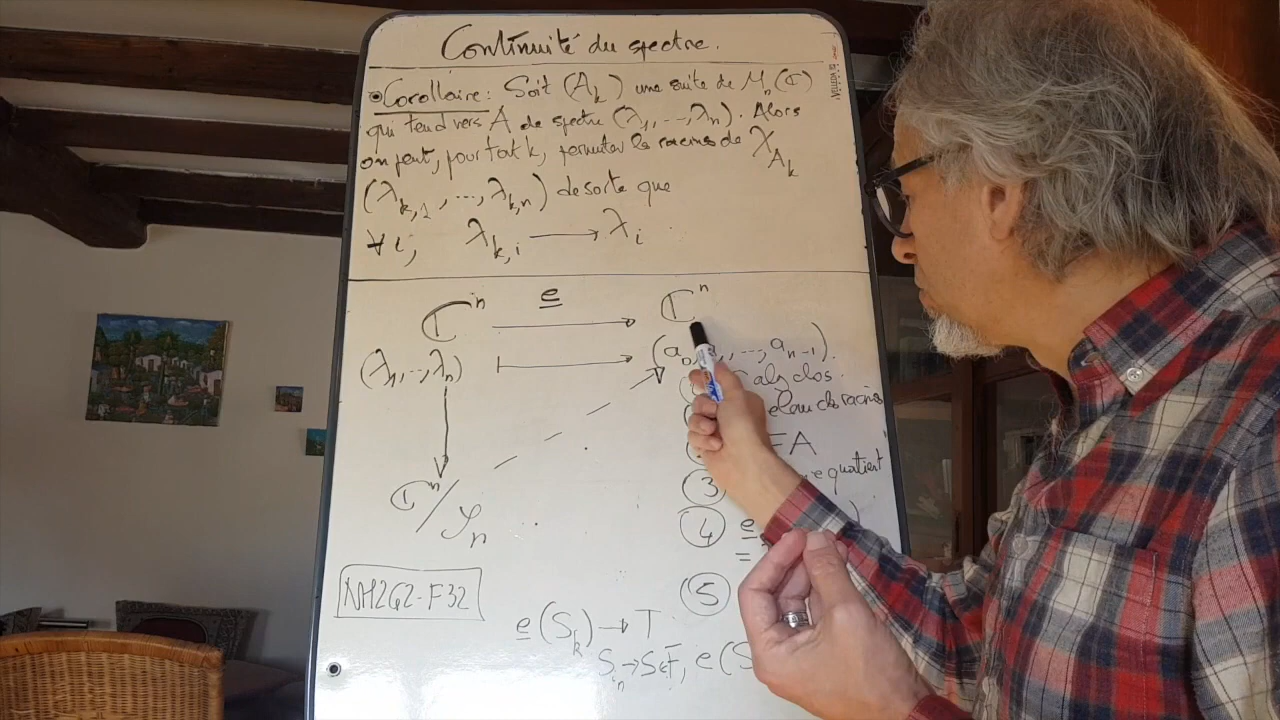 Continuité du spectre.
VELLEDA
Corollaire : Soit (A_k) une suite de M_n(ℂ)
qui tend vers A de spectre (λ_1, ..., λ_n). Alors
on peut, pour tout k, permuter les racines de χ_{A_k}
(λ_{k,1}, ..., λ_{k,n}) de sorte que
∀ i, λ_{k,i} → λ_i
ℂ^n e → ℂ^n
(λ_1, .., λ_n) ↦ (a_0, ..., a_{n-1}).
alg clos.
ℂ^n/𝒮_n
quotient
3
4 e
=
5
NH2G2-F32
e(S_k) → T
→ S ∈ F, e(S